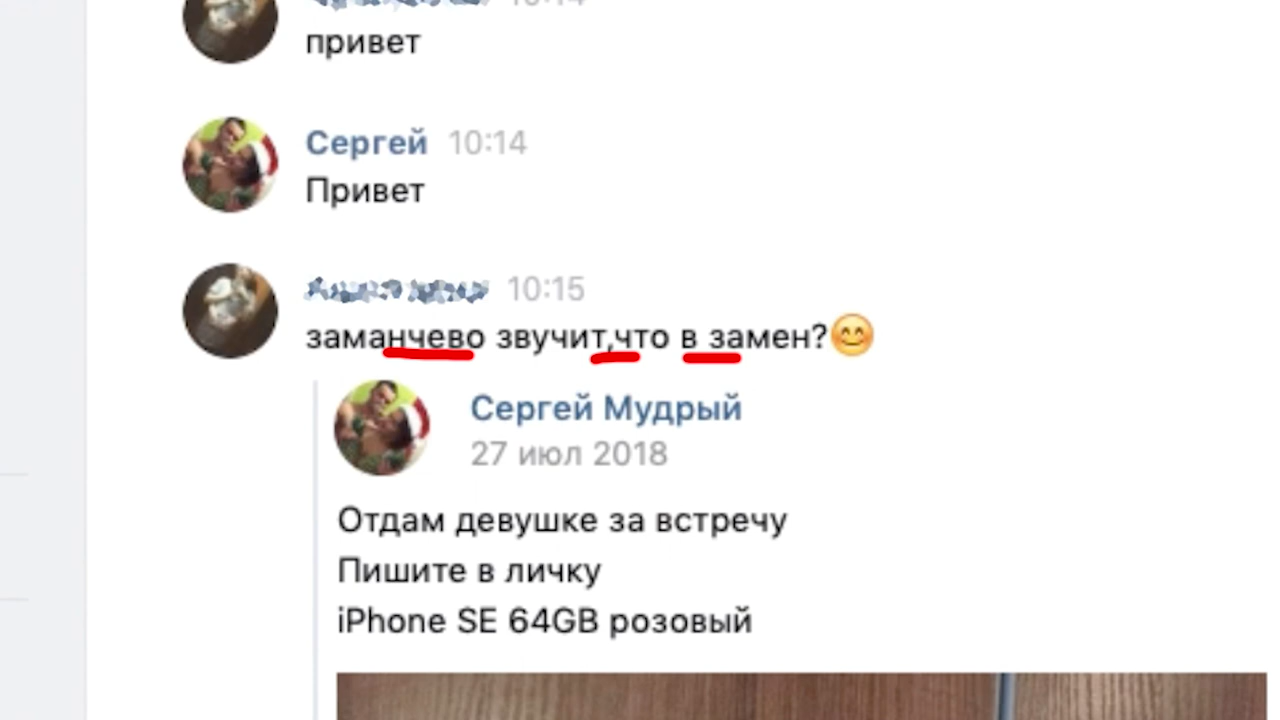 привет
Сергей 10:14
Привет
10:15
заманчево звучит,что в замен?😊
Сергей Мудрый
27 июл 2018
Отдам девушке за встречу
Пишите в личку
iPhone SE 64GB розовый